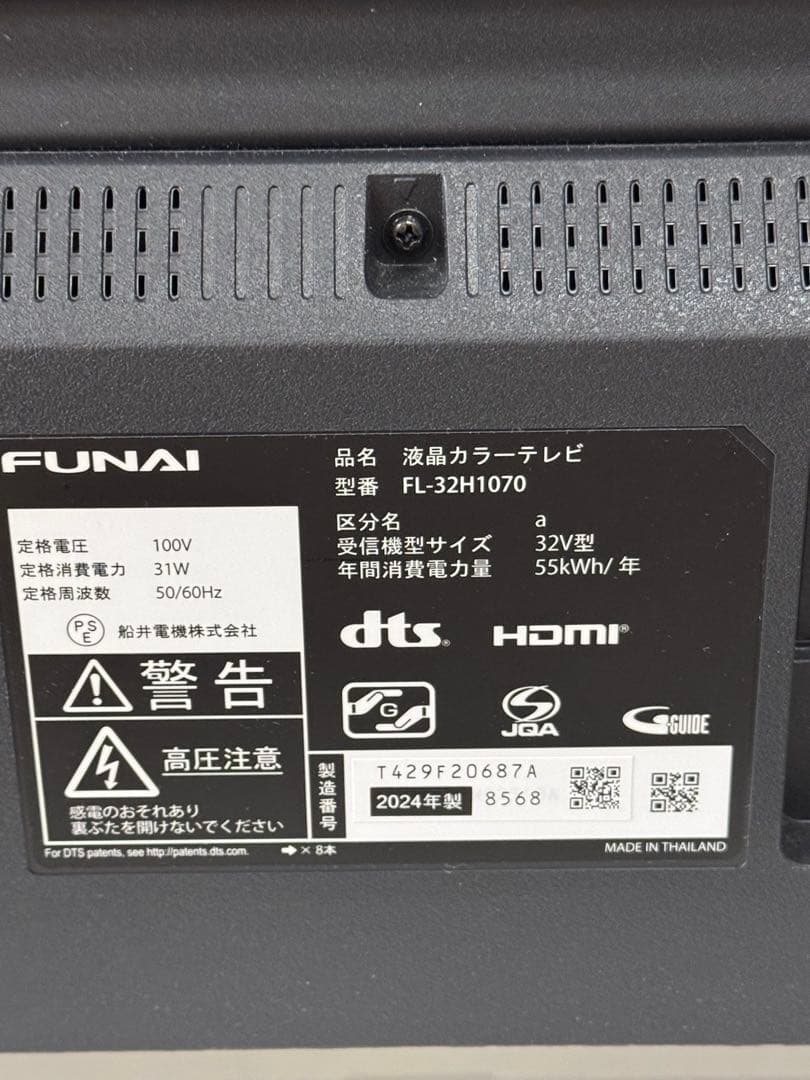 FUNAI
品名 液晶カラーテレビ
型番 FL-32H1070
区分名 a
受信機型サイズ 32V型
年間消費電力量 55kWh/年
定格電圧 100V
定格消費電力 31W
定格周波数 50/60Hz
PSE 船井電機株式会社
dts® HDMI®
警告
G
JQA
G-GUIDE
高圧注意
感電のおそれあり
裏ぶたを開けないでください
製造番号
T429F20687A
2024年製 8568
For DTS patents, see http://patents.dts.com.
× 8本
MADE IN THAILAND